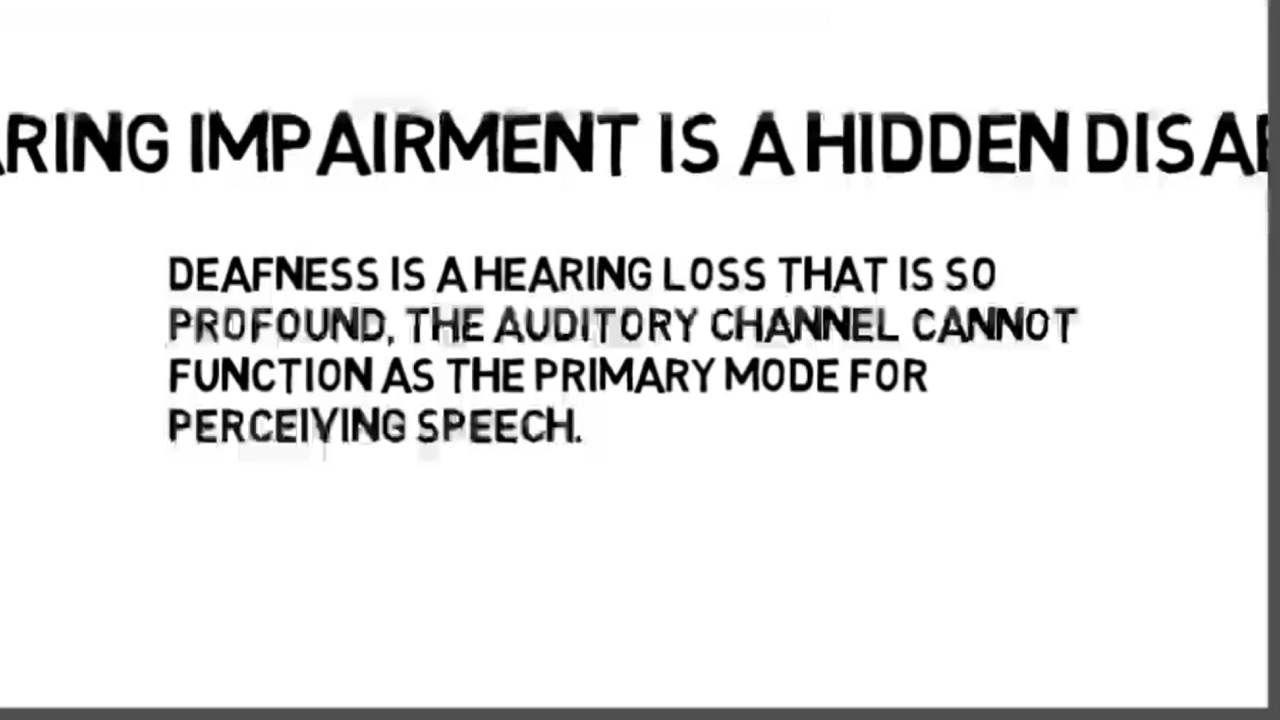 ARING IMPAIRMENT IS A HIDDEN DISAB
DEAFNESS IS A HEARING LOSS THAT IS SO
PROFOUND, THE AUDITORY CHANNEL CANNOT
FUNCTION AS THE PRIMARY MODE FOR
PERCEIVING SPEECH.